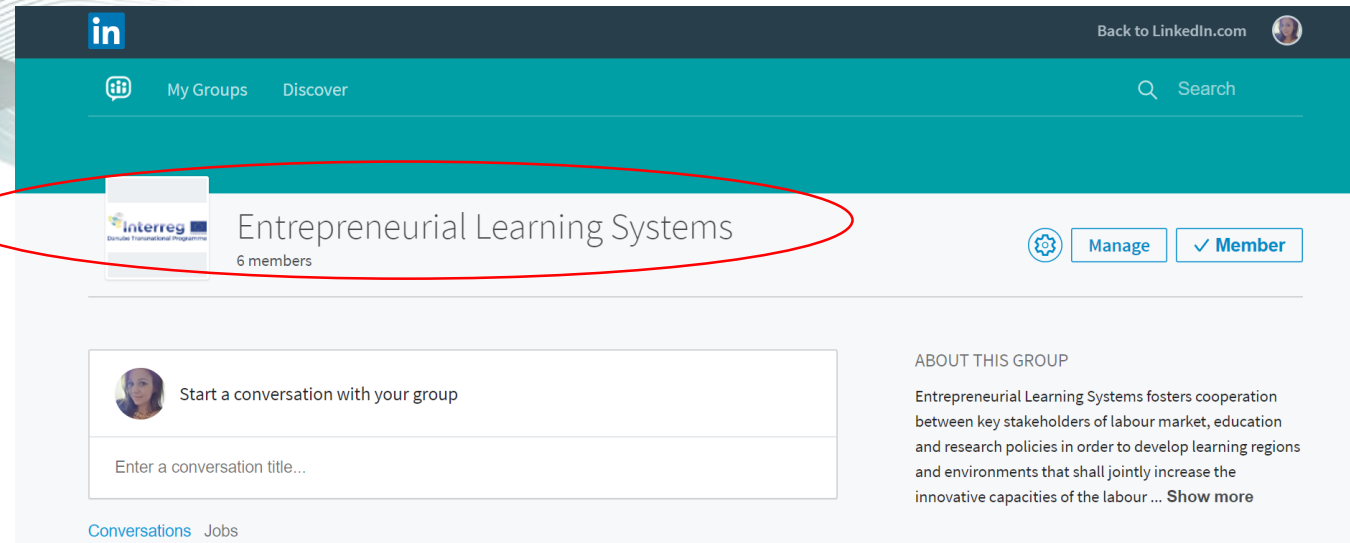 in
Back to LinkedIn.com
My Groups Discover
Search
Interreg
Danube Transnational Programme
Entrepreneurial Learning Systems
6 members
Manage
✓ Member
Start a conversation with your group
Enter a conversation title...
Conversations Jobs
ABOUT THIS GROUP
Entrepreneurial Learning Systems fosters cooperation
between key stakeholders of labour market, education
and research policies in order to develop learning regions
and environments that shall jointly increase the
innovative capacities of the labour ... Show more